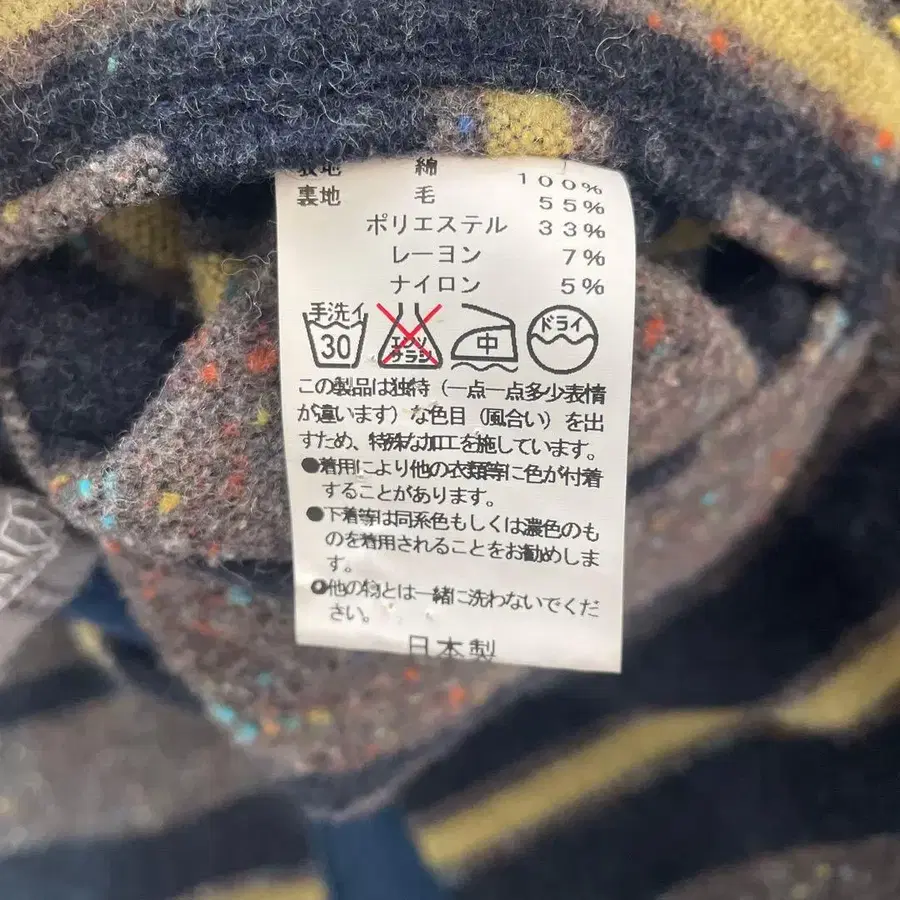 表地 綿 100%
裏地 毛 55%
ポリエステル 33%
レーヨン 7%
ナイロン 5%
手洗イ 30 エンソ サラシ 中 ドライ
この製品は独特（一点一点多少表情
が違います）な色目（風合い）を出
すため、特殊な加工を施しています。
●着用により他の衣類等に色が付着
することがあります。
●下着等は同系色もしくは濃色のも
のを着用されることをお勧めしま
す。
●他の物とは一緒に洗わないでくだ
さい。
日本製